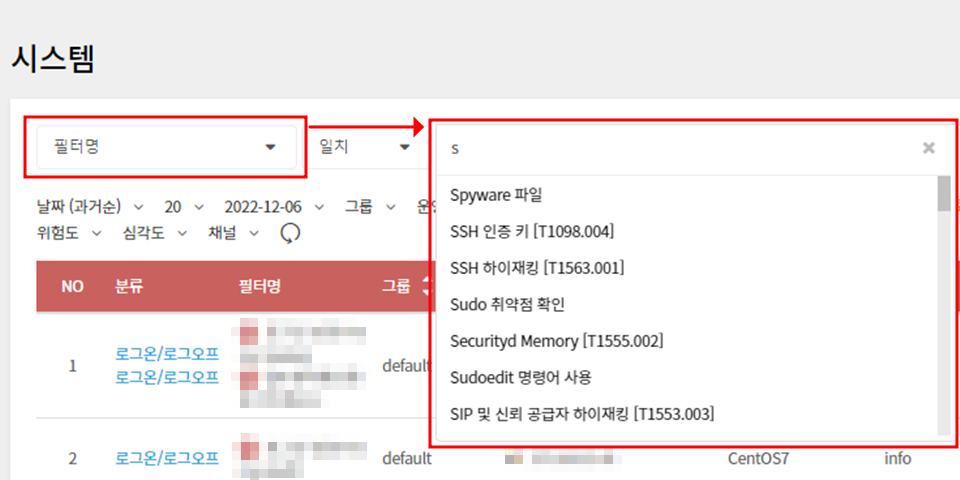 시스템
필터명
일치
s
Spyware 파일
SSH 인증 키 [T1098.004]
SSH 하이재킹 [T1563.001]
Sudo 취약점 확인
Securityd Memory [T1555.002]
Sudoedit 명령어 사용
SIP 및 신뢰 공급자 하이재킹 [T1553.003]
날짜 (과거순) 20 2022-12-06 그룹
위험도 심각도 채널
NO 분류 필터명 그룹
1 로그온/로그오프 default
로그온/로그오프
2 로그온/로그오프 default CentOS7 info